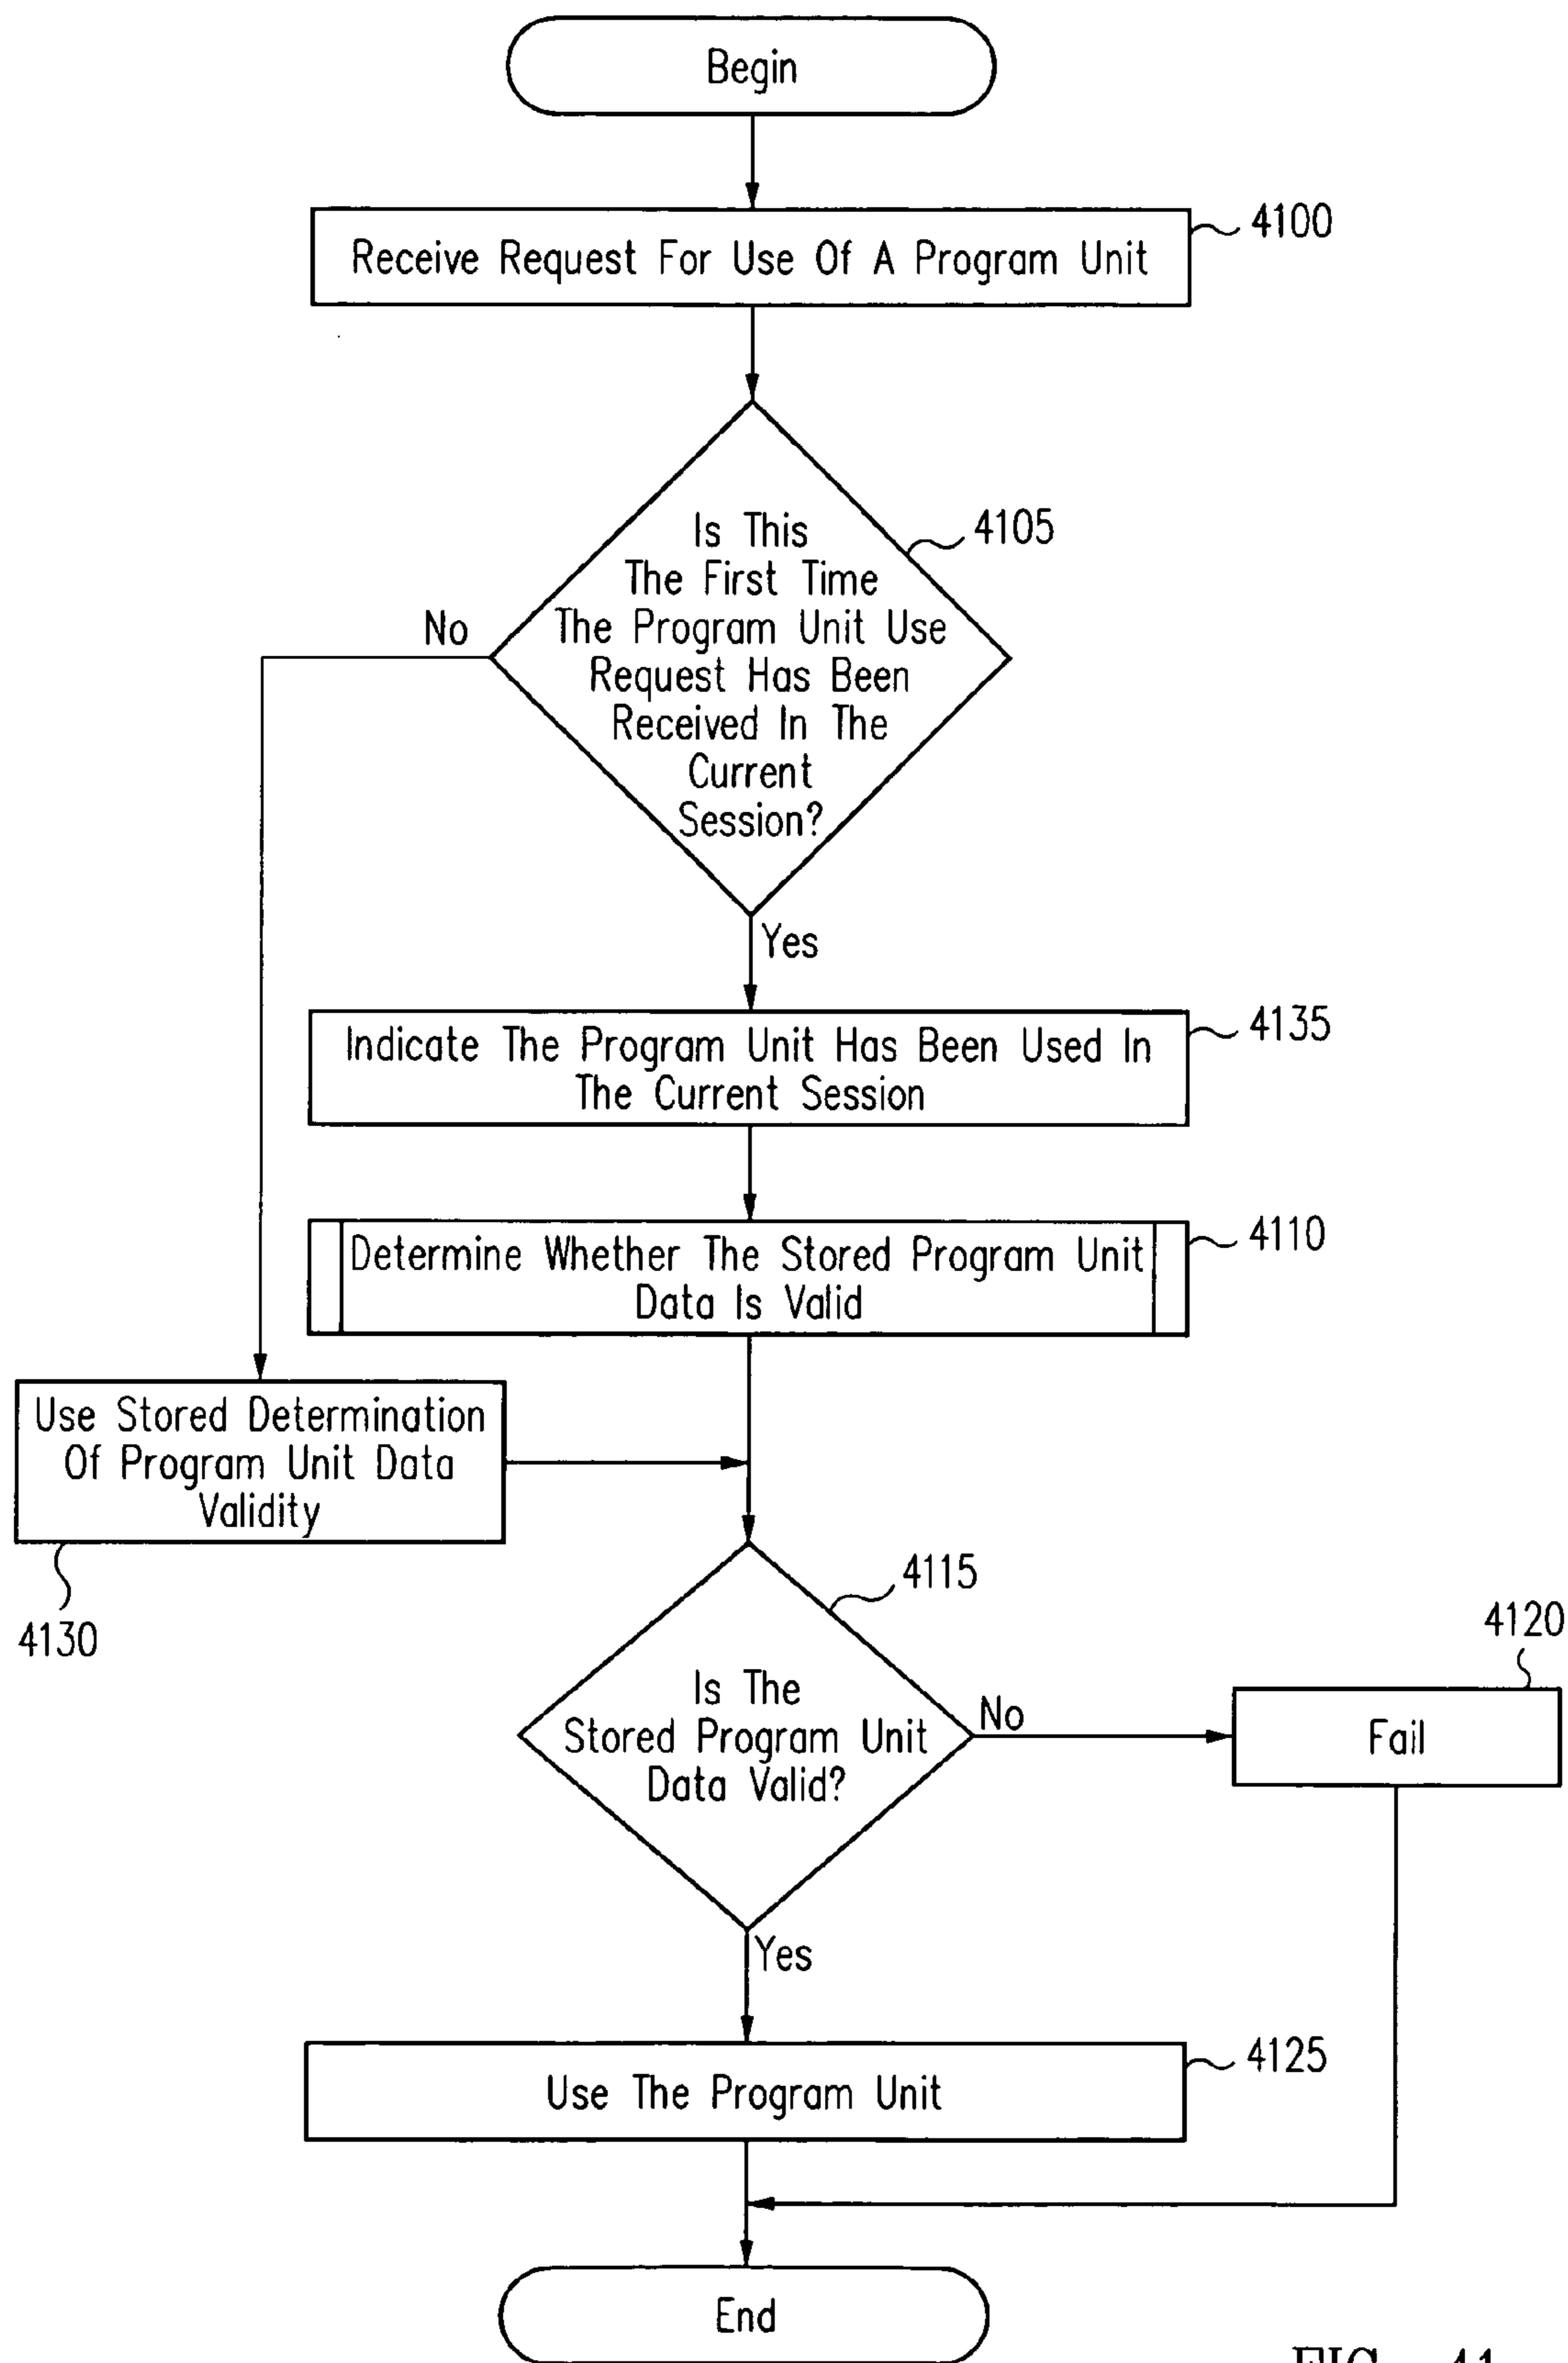 Begin
Receive Request For Use Of A Program Unit
4100
Is This
The First Time
The Program Unit Use
Request Has Been
Received In The
Current
Session?
4105
No
Yes
Indicate The Program Unit Has Been Used In
The Current Session
4135
Determine Whether The Stored Program Unit
Data Is Valid
4110
Use Stored Determination
Of Program Unit Data
Validity
4130
Is The
Stored Program Unit
Data Valid?
4115
No
4120
Fail
Yes
Use The Program Unit
4125
End
FIG. 41